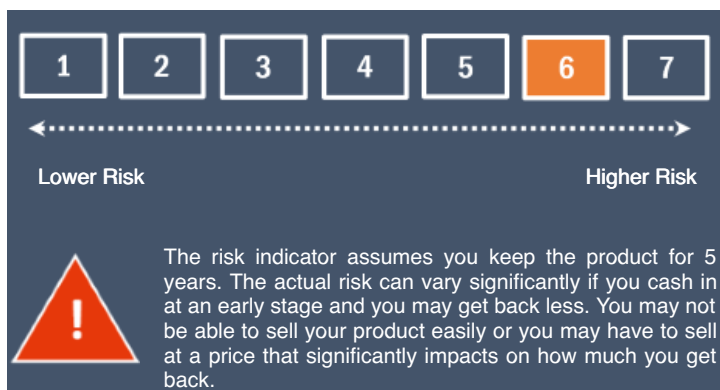 1 2 3 4 5 6 7
Lower Risk Higher Risk
The risk indicator assumes you keep the product for 5
years. The actual risk can vary significantly if you cash in
at an early stage and you may get back less. You may not
be able to sell your product easily or you may have to sell
at a price that significantly impacts on how much you get
back.
!